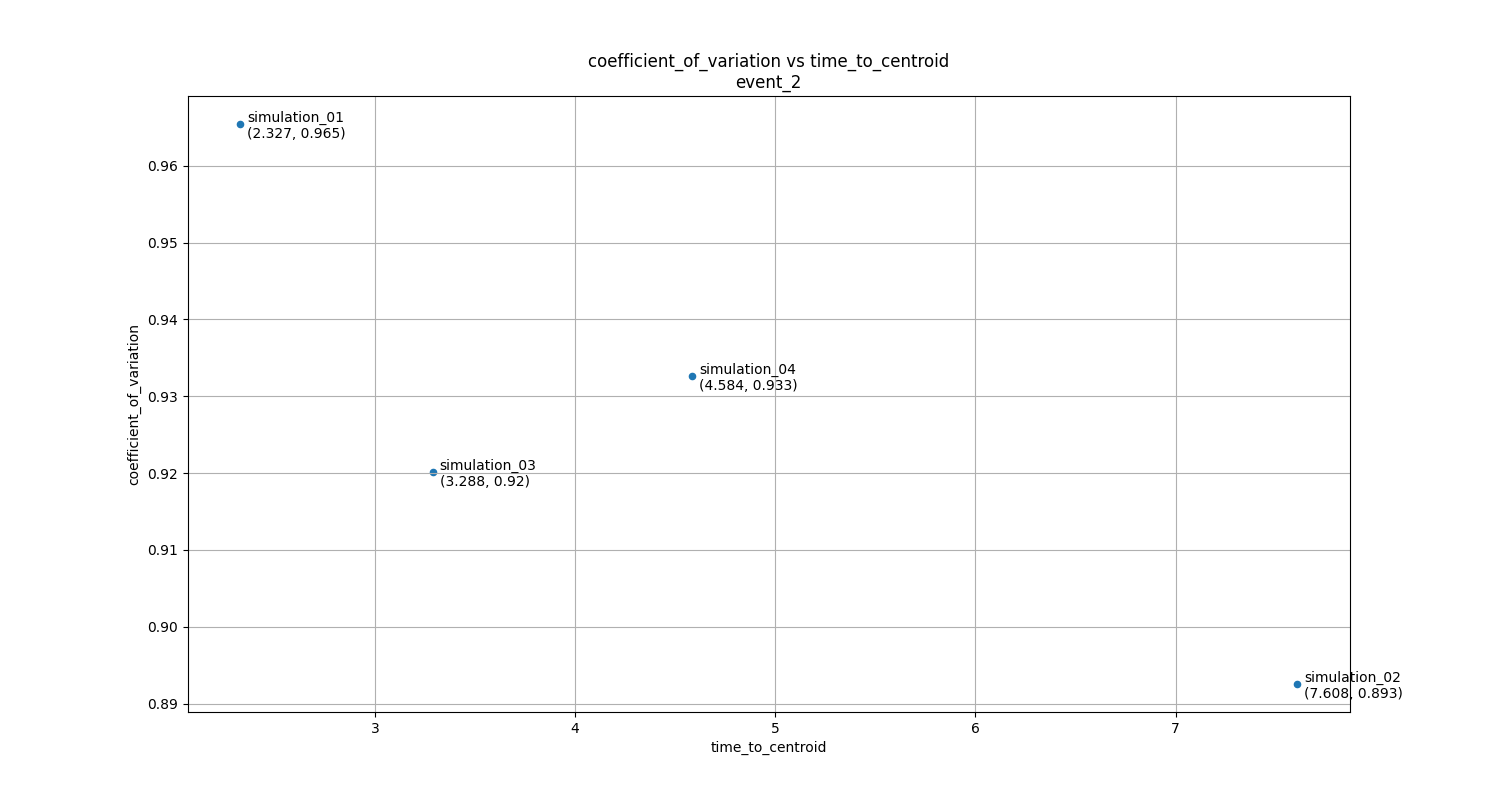 coefficient_of_variation vs time_to_centroid
event_2
simulation_01
(2.327, 0.965)
0.96
0.95
0.94
simulation_04
(4.584, 0.933)
0.93
simulation_03
(3.288, 0.92)
0.92
0.91
0.90
simulation_02
(7.608, 0.893)
0.89
coefficient_of_variation
3 4 5 6 7
time_to_centroid